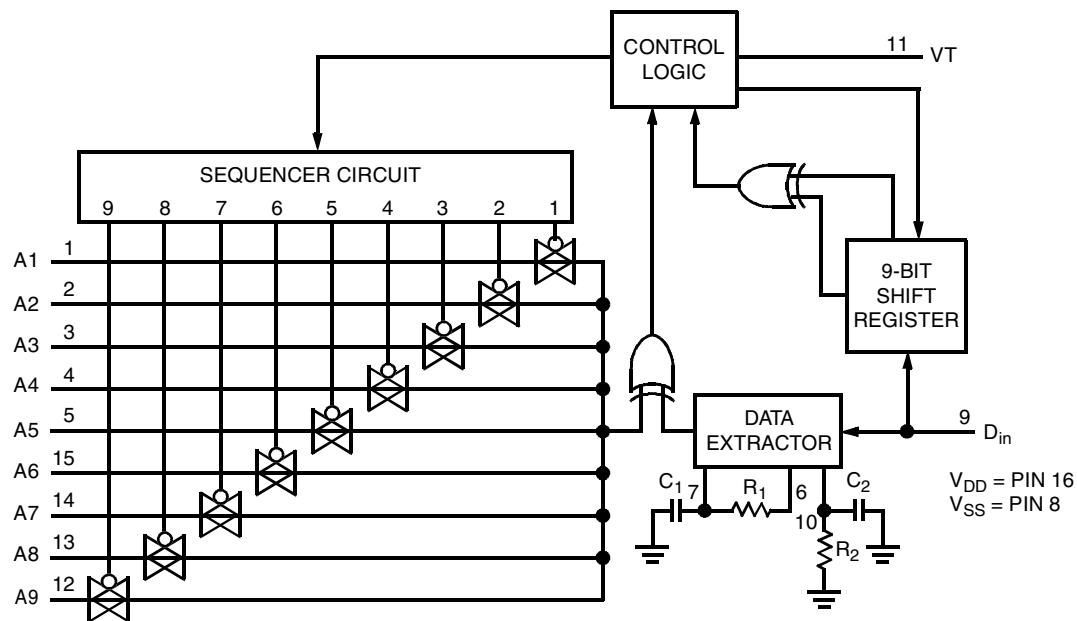 CONTROL
LOGIC
11
VT
SEQUENCER CIRCUIT
9 8 7 6 5 4 3 2 1
A1 1
A2 2
A3 3
A4 4
A5 5
A6 15
A7 14
A8 13
A9 12
9-BIT
SHIFT
REGISTER
DATA
EXTRACTOR
9
Din
C1 7 R1 6 C2
10
R2
VDD = PIN 16
VSS = PIN 8